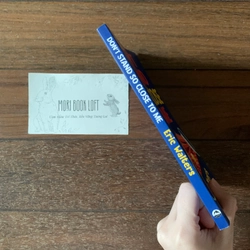 MORI BOOK LOFT
DON'T STAND SO CLOSE TO ME
Eric Walters